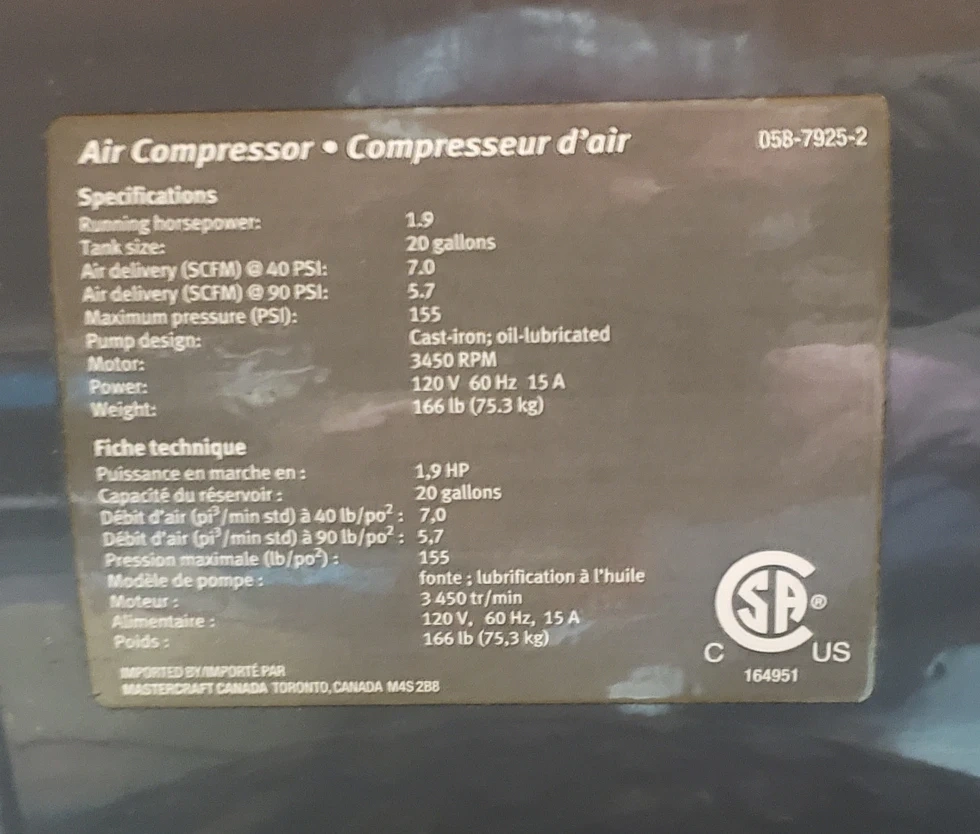 Air Compressor • Compresseur d'air 058-7925-2
Specifications
Running horsepower: 1.9
Tank size: 20 gallons
Air delivery (SCFM) @ 40 PSI: 7.0
Air delivery (SCFM) @ 90 PSI: 5.7
Maximum pressure (PSI): 155
Pump design: Cast-iron; oil-lubricated
Motor: 3450 RPM
Power: 120 V 60 Hz 15 A
Weight: 166 lb (75.3 kg)
Fiche technique
Puissance en marche en : 1,9 HP
Capacité du réservoir : 20 gallons
Débit d'air (pi³/min std) à 40 lb/po² : 7,0
Débit d'air (pi³/min std) à 90 lb/po² : 5,7
Pression maximale (lb/po²) : 155
Modèle de pompe : fonte ; lubrification à l'huile
Moteur : 3 450 tr/min
Alimentaire : 120 V, 60 Hz, 15 A
Poids : 166 lb (75,3 kg)
IMPORTED BY/IMPORTÉ PAR
MASTERCRAFT CANADA TORONTO, CANADA M4S 2B8
CSA ®
C US
164951